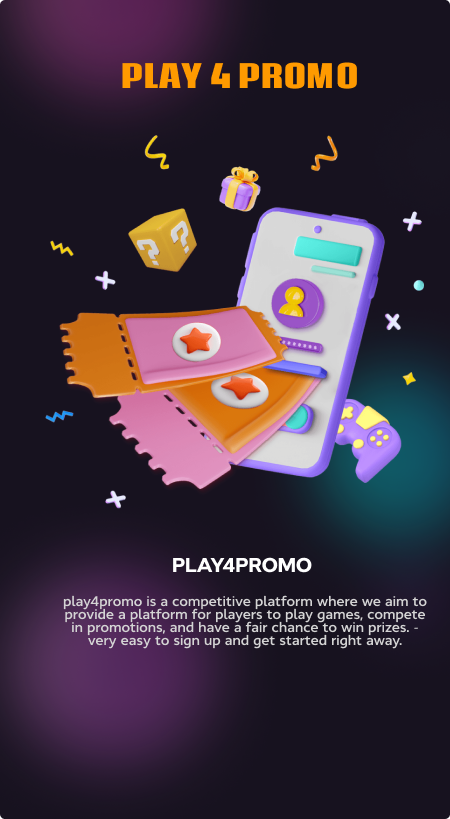 PLAY 4 PROMO
? ?
PLAY4PROMO
play4promo is a competitive platform where we aim to
provide a platform for players to play games, compete
in promotions, and have a fair chance to win prizes. -
very easy to sign up and get started right away.